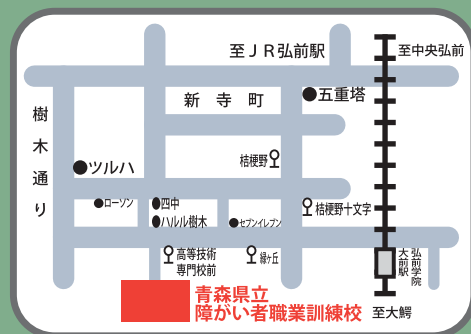 至ＪＲ弘前駅
至中央弘前
五重塔
新寺町
樹木通り
桔梗野
ツルハ
ローソン
四中
ハルル樹木
セブンイレブン
桔梗野十文字
高等技術
専門校前
緑ヶ丘
弘前学院
大前駅
青森県立
障がい者職業訓練校
至大鰐